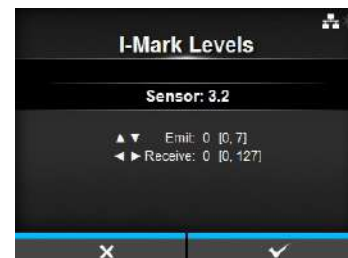 I-Mark Levels
Sensor: 3.2
▲ ▼ Emit: 0 [0, 7]
◀ ▶ Receive: 0 [0, 127]